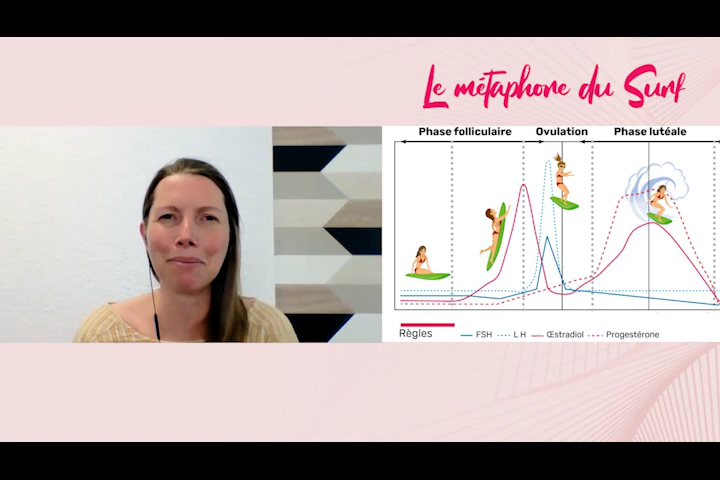 Le métaphore du Surf
Phase folliculaire Ovulation Phase lutéale
Règles
FSH L H Œstradiol Progestérone